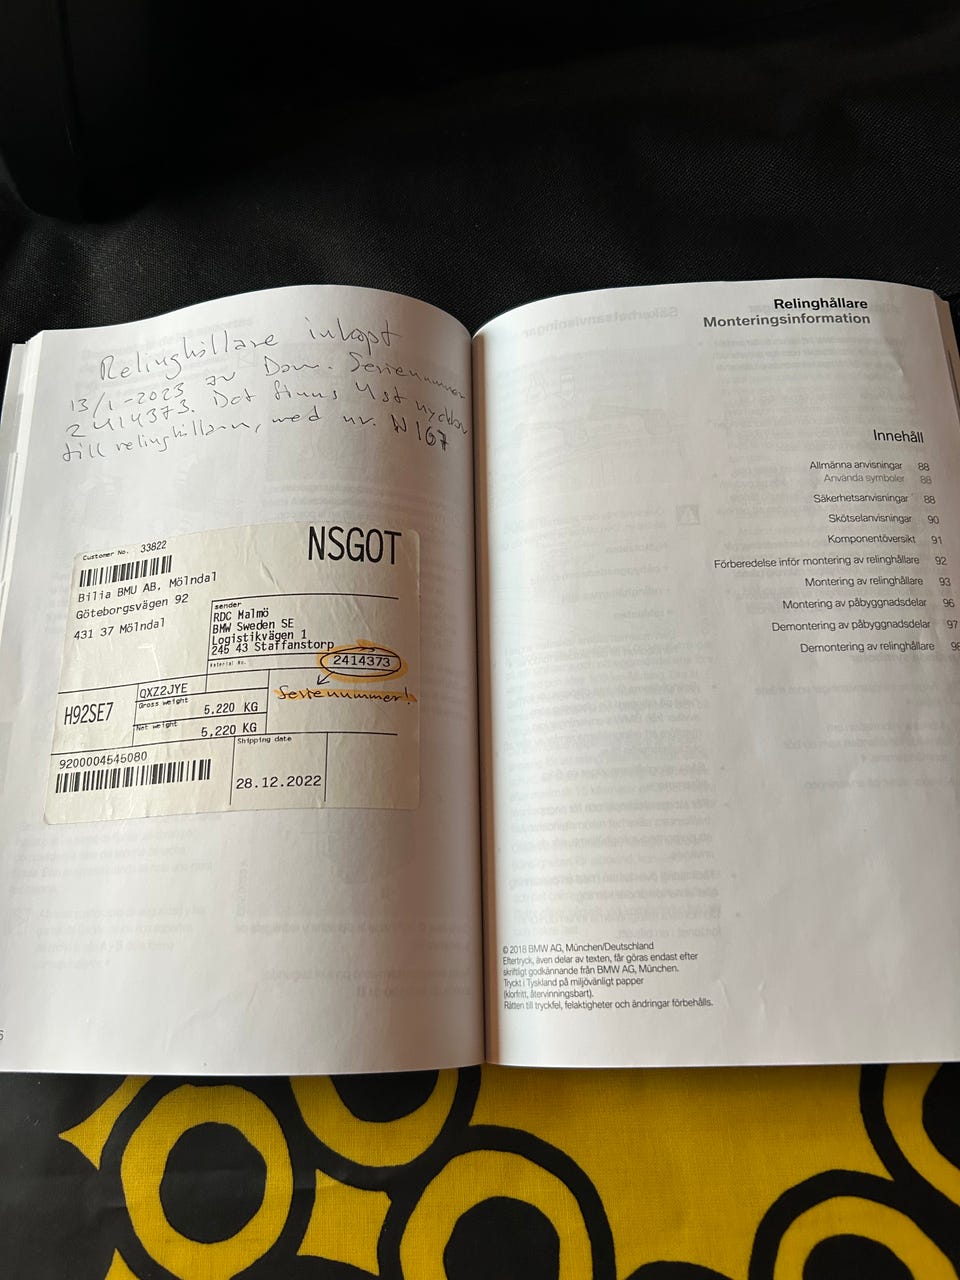 Relinghållare inköpt
13/1-2023 av Dom. Serienummer
2414373. Det finns 4 st nycklar
till relinghållarn, med nr. N167
NSGOT
Customer No. 33822
Bilia BMU AB, Mölndal
Göteborgsvägen 92
431 37 Mölndal
sender
RDC Malmö
BMW Sweden SE
Logistikvägen 1
245 43 Staffanstorp
Material No.
2414373
Serienummer!
H92SE7
QXZ2JYE
Gross weight
5,220 KG
Net weight
5,220 KG
9200004545080
Shipping date
28.12.2022
Relinghållare
Monteringsinformation
Innehåll
Allmänna anvisningar 88
Använda symboler 88
Säkerhetsanvisningar 88
Skötselanvisningar 90
Komponentöversikt 91
Förberedelse inför montering av relinghållare 92
Montering av relinghållare 93
Montering av påbyggnadsdelar 96
Demontering av påbyggnadsdelar 97
Demontering av relinghållare 98
© 2018 BMW AG, München/Deutschland
Eftertryck, även delar av texten, får göras endast efter
skriftligt godkännande från BMW AG, München.
Tryckt i Tyskland på miljövänligt papper
(klorfritt, återvinningsbart).
Rätten till tryckfel, felaktigheter och ändringar förbehålls.